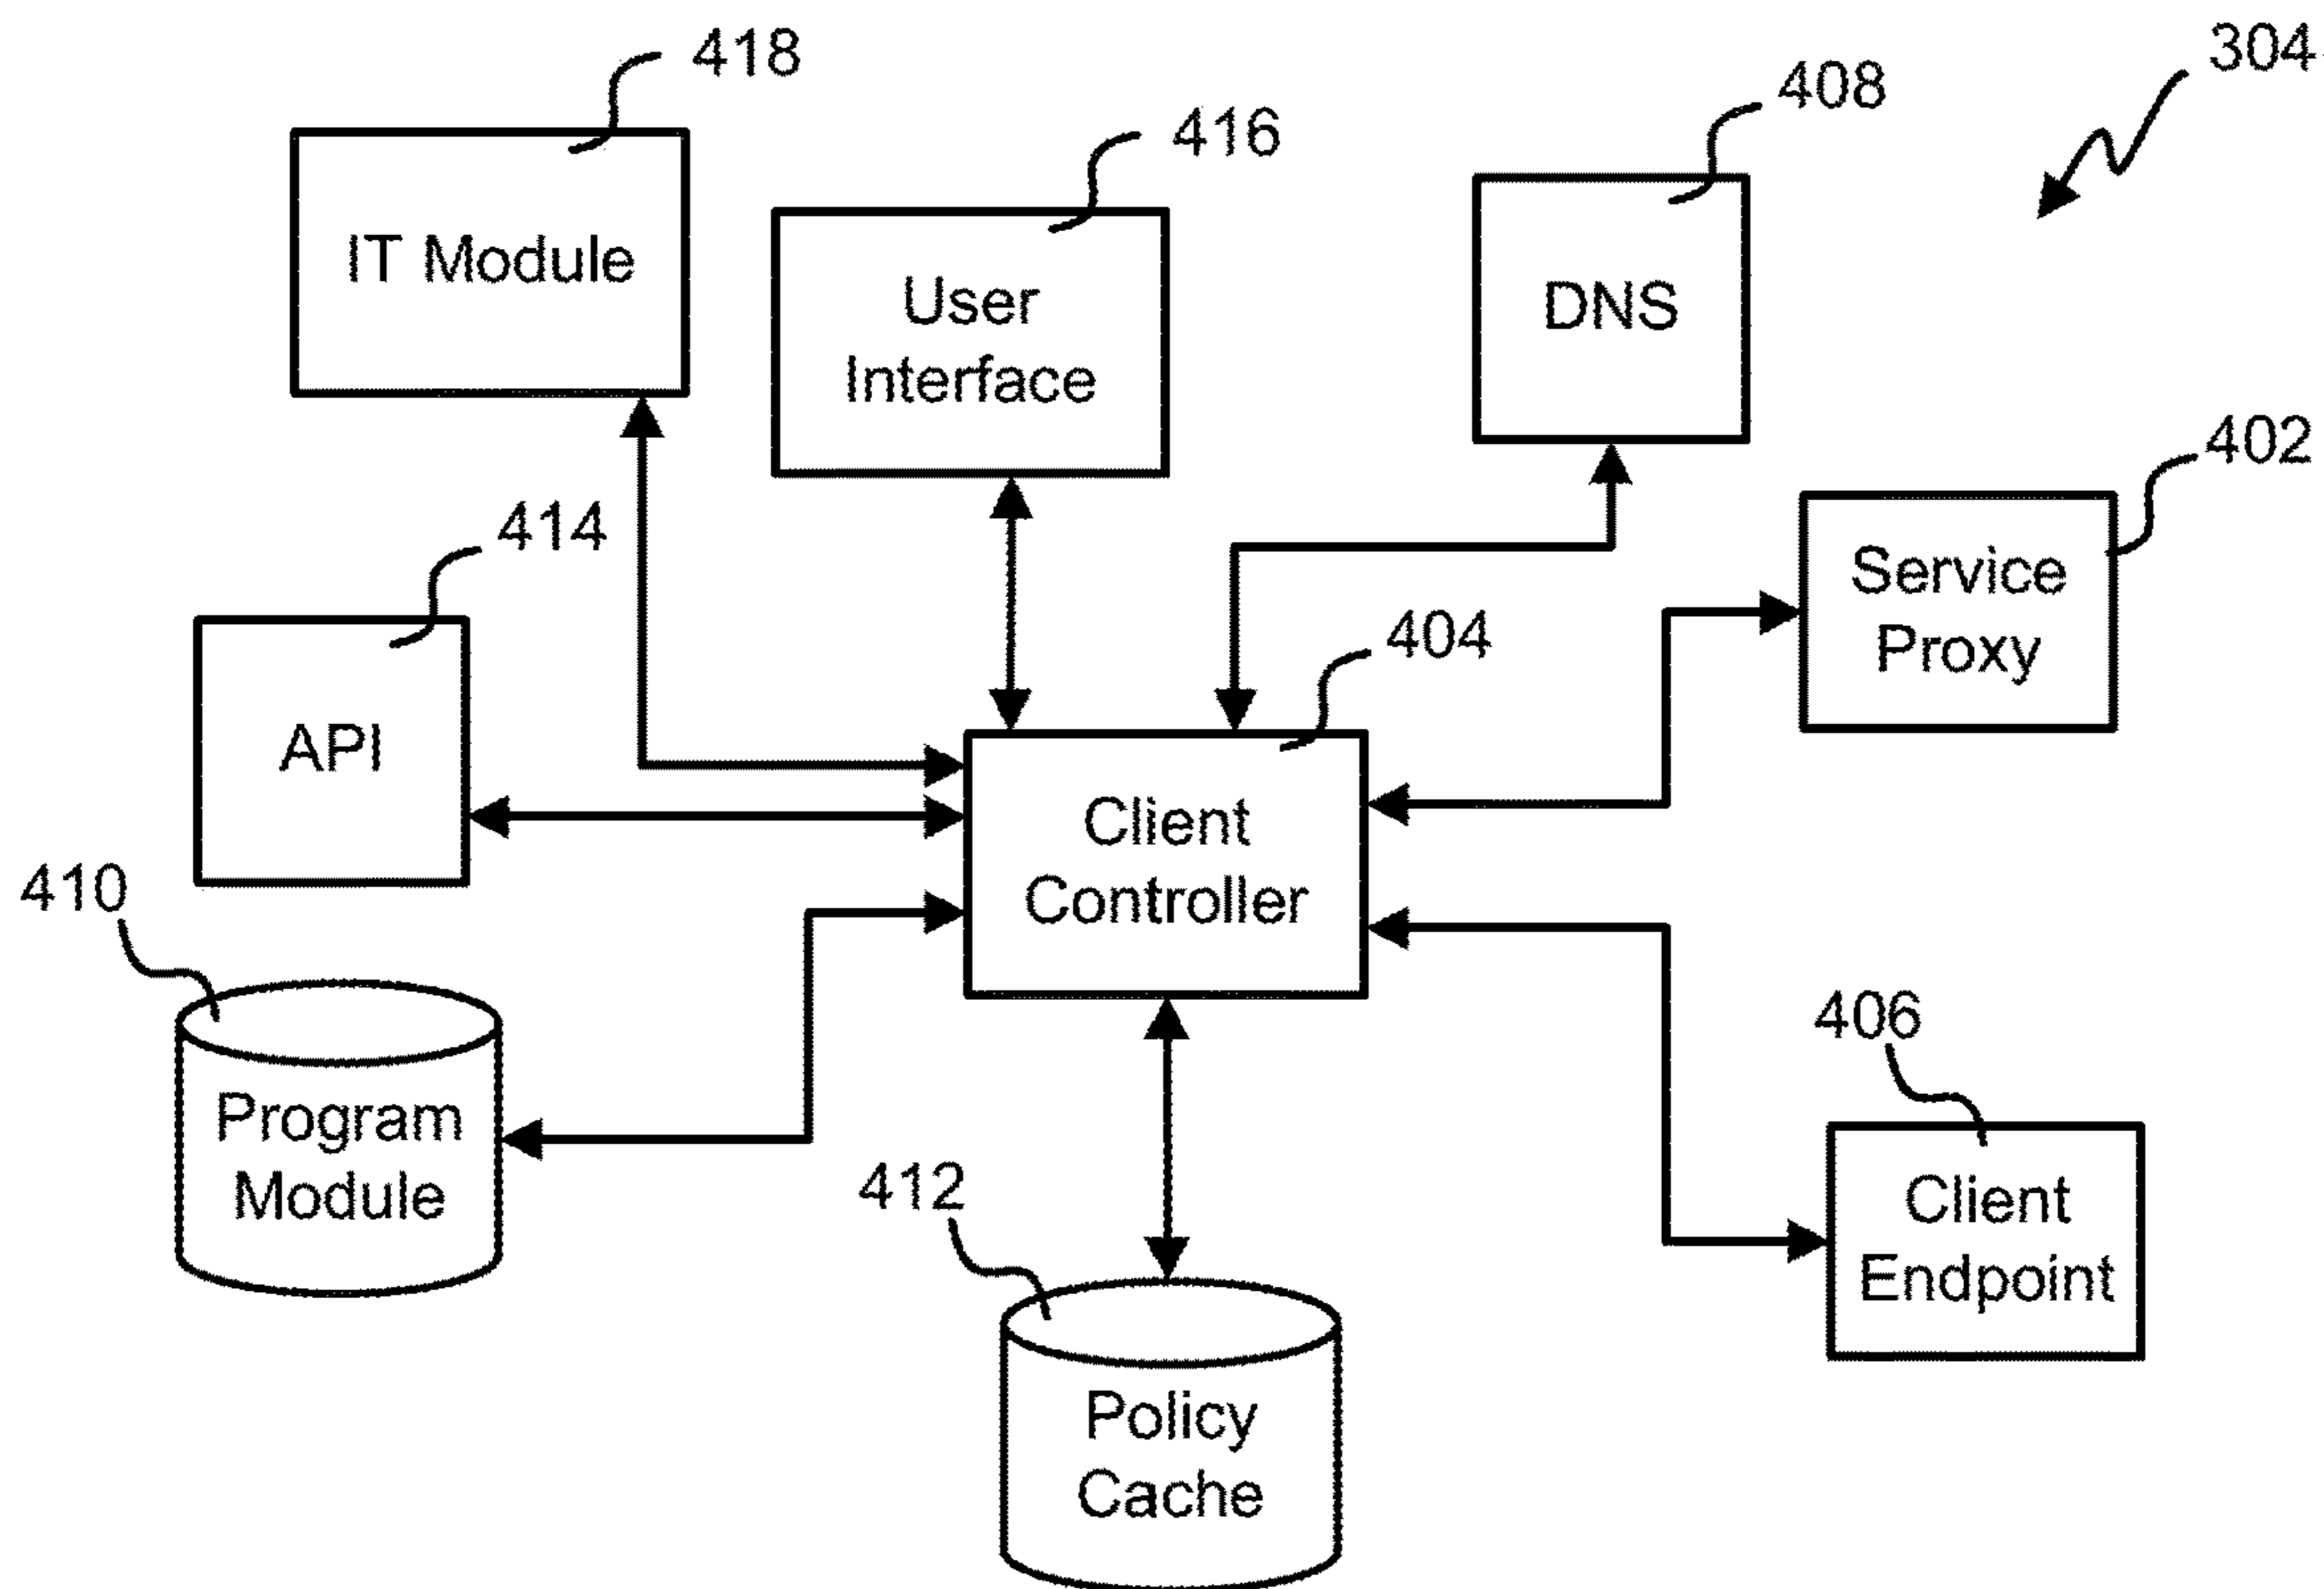 304
418
408
416
IT Module
User
Interface
DNS
402
414
Service
Proxy
404
API
Client
Controller
410
406
Program
Module
412
Client
Endpoint
Policy
Cache